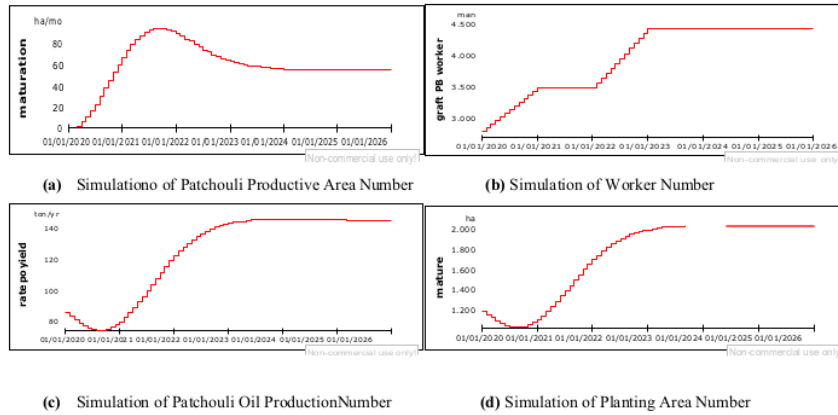 ha/mo
80
60
40
20
0
maturation
01/01/2020 01/01/2021 01/01/2022 01/01/2023 01/01/2024 01/01/2025 01/01/2026
Non-commercial use only!
man
4.500
4.000
3.500
3.000
graft PB worker
01/01/2020 01/01/2021 01/01/2022 01/01/2023 01/01/2024 01/01/2025 01/01/2026
Non-commercial use only!
(a) Simulationo of Patchouli Productive Area Number
(b) Simulation of Worker Number
ton/yr
140
120
100
80
ratepoyield
01/01/2020 01/01/2021 01/01/2022 01/01/2023 01/01/2024 01/01/2025 01/01/2026
Non-commercial use only!
ha
2.000
1.800
1.600
1.400
1.200
mature
01/01/2020 01/01/2021 01/01/2022 01/01/2023 01/01/2024 01/01/2025 01/01/2026
Non-commercial use only
(c) Simulation of Patchouli Oil ProductionNumber
(d) Simulation of Planting Area Number